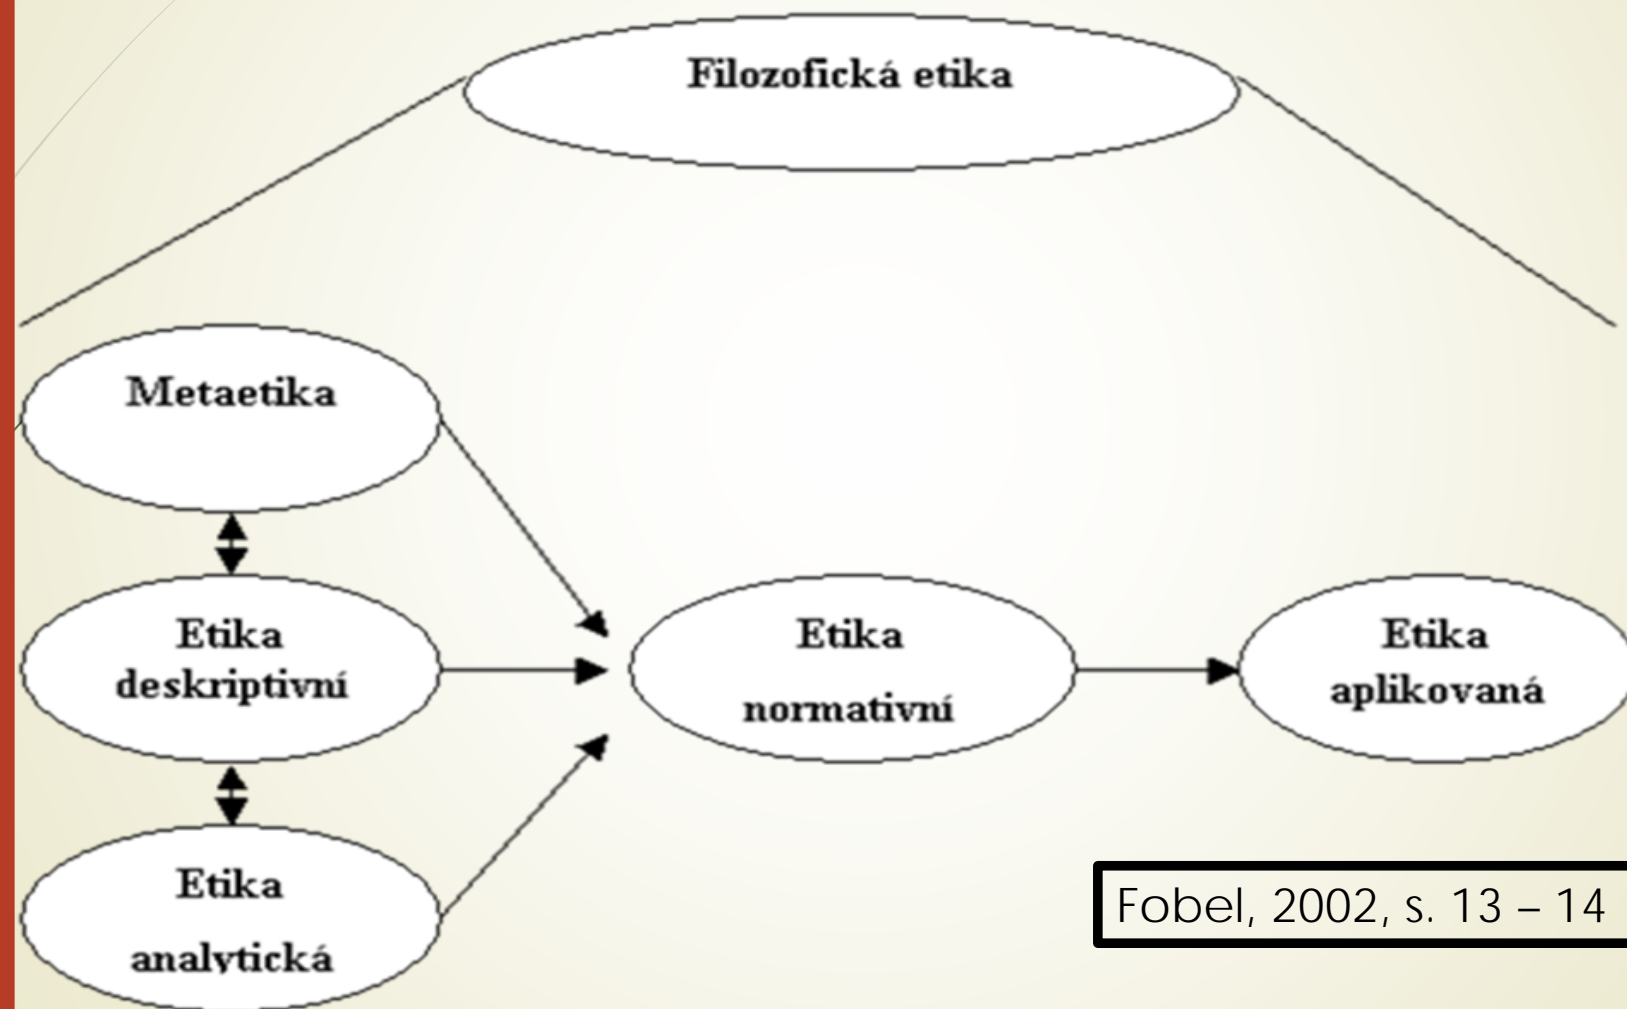 Filozofická etika
Metaetika
Etika
deskriptivní
Etika
normativní
Etika
aplikovaná
Etika
analytická
Fobel, 2002, s. 13 – 14